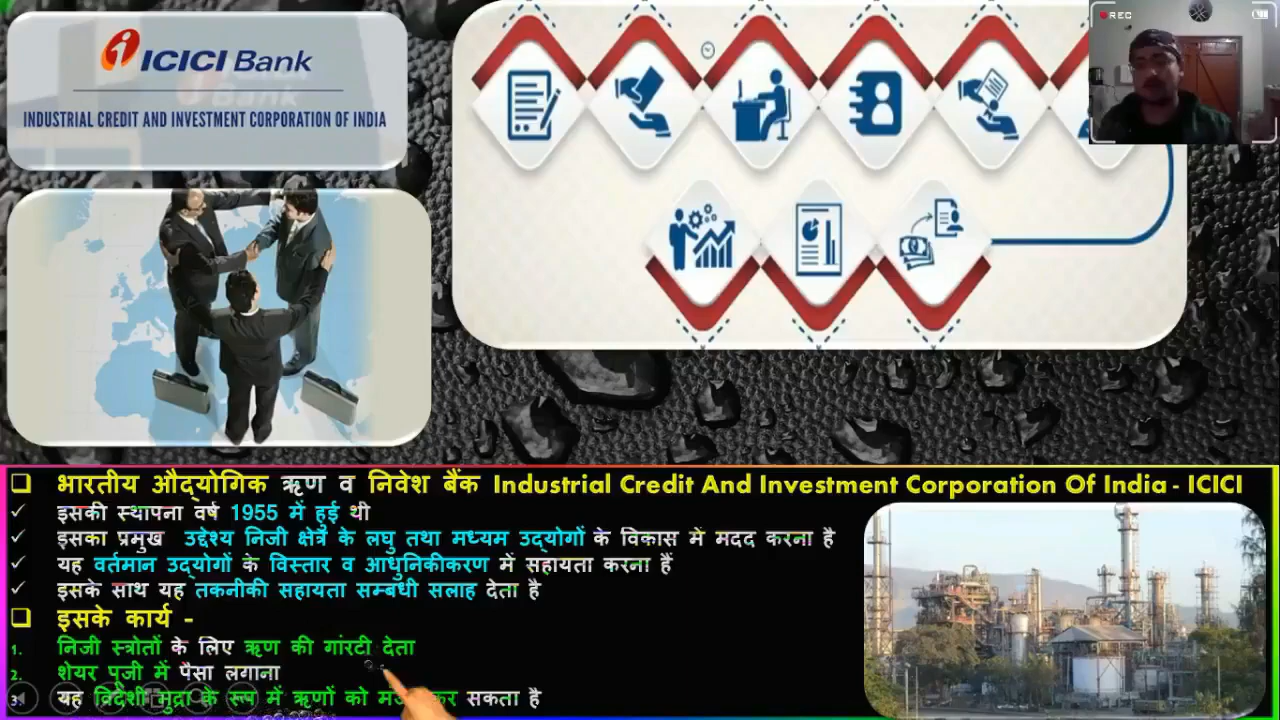 ICICI Bank
INDUSTRIAL CREDIT AND INVESTMENT CORPORATION OF INDIA
REC
भारतीय औद्योगिक ऋण व निवेश बैंक Industrial Credit And Investment Corporation Of India - ICICI
इसकी स्थापना वर्ष 1955 में हुई थी
इसका प्रमुख उद्देश्य निजी क्षेत्र के लघु तथा मध्यम उद्योगों के विकास में मदद करना है
यह वर्तमान उद्योगों के विस्तार व आधुनिकीकरण में सहायता करना हैं
इसके साथ यह तकनीकी सहायता सम्बंधी सलाह देता है
इसके कार्य -
1. निजी स्त्रोतों के लिए ऋण की गांरटी देता
2. शेयर पूजी में पैसा लगाना
3. यह विदेशी मुद्रा के रूप में ऋणों को कर सकता है